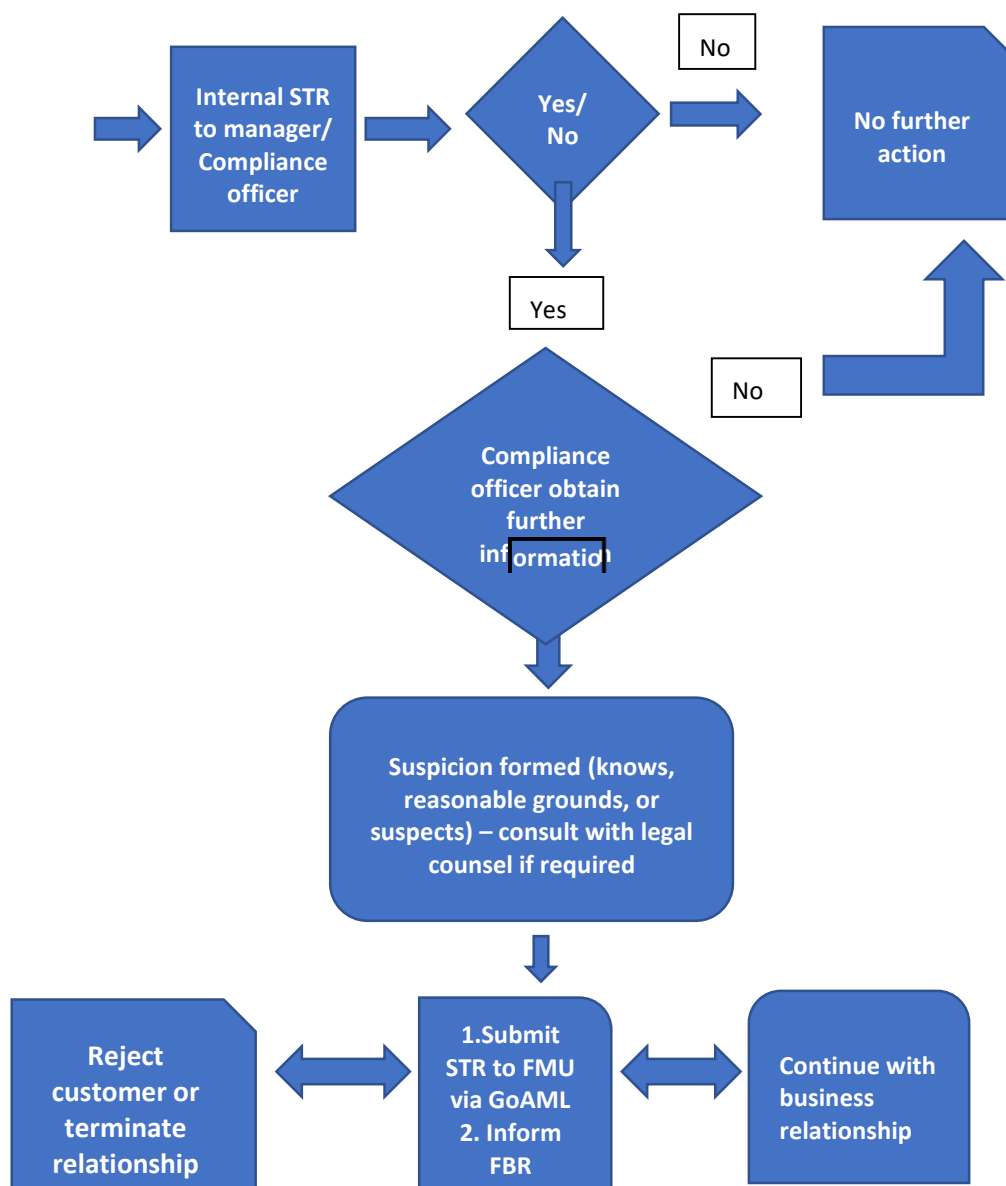 No
Internal STR
to manager/
Compliance
officer
Yes/
No
No further
action
Yes
No
Compliance
officer obtain
further
information
Suspicion formed (knows,
reasonable grounds, or
suspects) – consult with legal
counsel if required
Reject
customer or
terminate
relationship
1.Submit
STR to FMU
via GoAML
2. Inform
FBR
Continue with
business
relationship